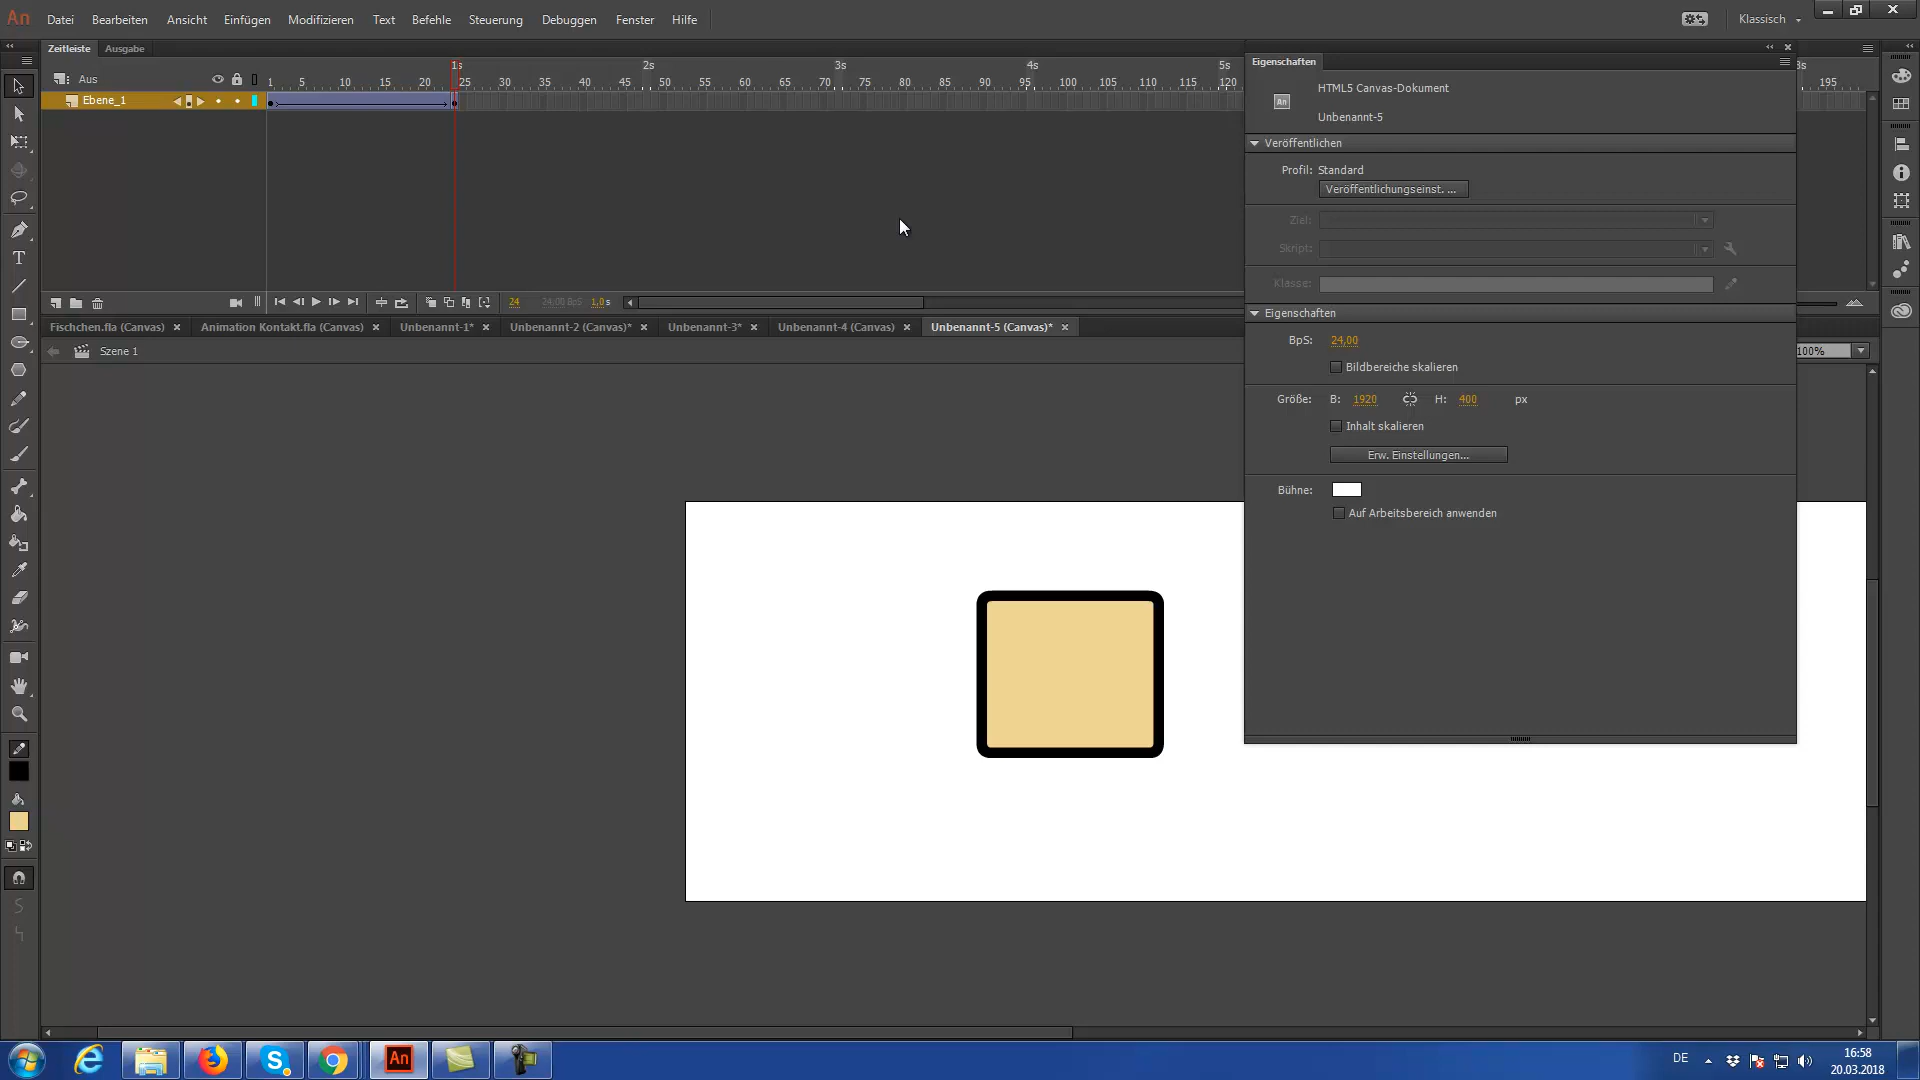 An Datei Bearbeiten Ansicht Einfügen Modifizieren Text Befehle Steuerung Debuggen Fenster Hilfe Klassisch
Zeitleiste Ausgabe
Aus
1s 2s 3s 4s 5s
1 5 10 15 20 25 30 35 40 45 50 55 60 65 70 75 80 85 90 95 100 105 110 115 120 195
Ebene_1
24 24,00 BpS 1,0 s
Fischchen.fla (Canvas) Animation Kontakt.fla (Canvas) Unbenannt-1* Unbenannt-2 (Canvas)* Unbenannt-3* Unbenannt-4 (Canvas) Unbenannt-5 (Canvas)*
Szene 1
100%
Eigenschaften
An
HTML5 Canvas-Dokument
Unbenannt-5
Veröffentlichen
Profil: Standard
Veröffentlichungseinst. ...
Ziel:
Skript:
Klasse:
Eigenschaften
BpS: 24,00
Bildbereiche skalieren
Größe: B: 1920 H: 400 px
Inhalt skalieren
Erw. Einstellungen...
Bühne:
Auf Arbeitsbereich anwenden
An
DE
16:58
20.03.2018